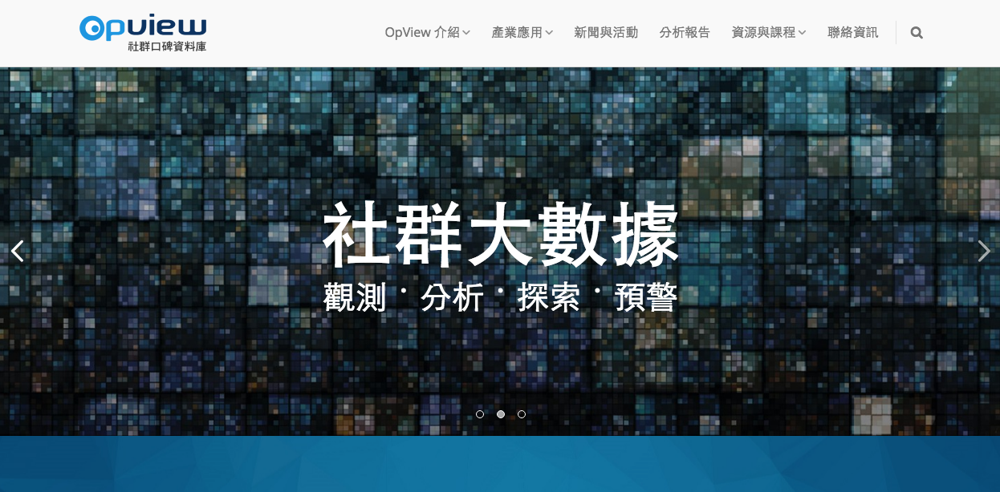 Opview
社群口碑資料庫
OpView 介紹 產業應用 新聞與活動 分析報告 資源與課程 聯絡資訊
社群大數據
觀測・分析・探索・預警